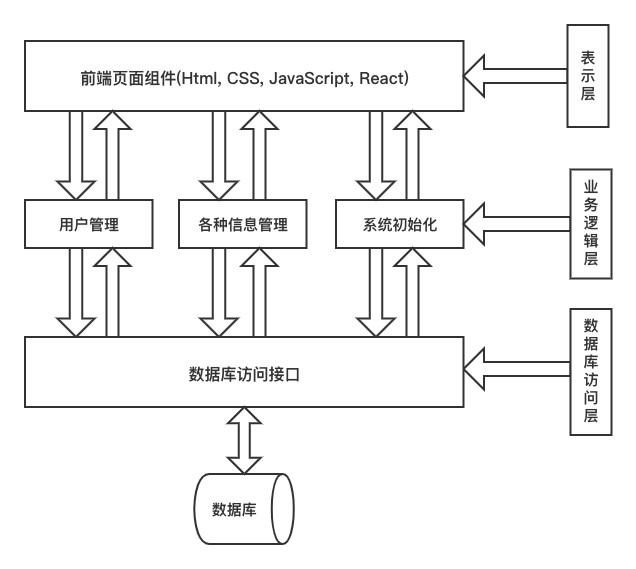 前端页面组件(Html, CSS, JavaScript, React)
表示层
用户管理
各种信息管理
系统初始化
业务逻辑层
数据库访问接口
数据库访问层
数据库